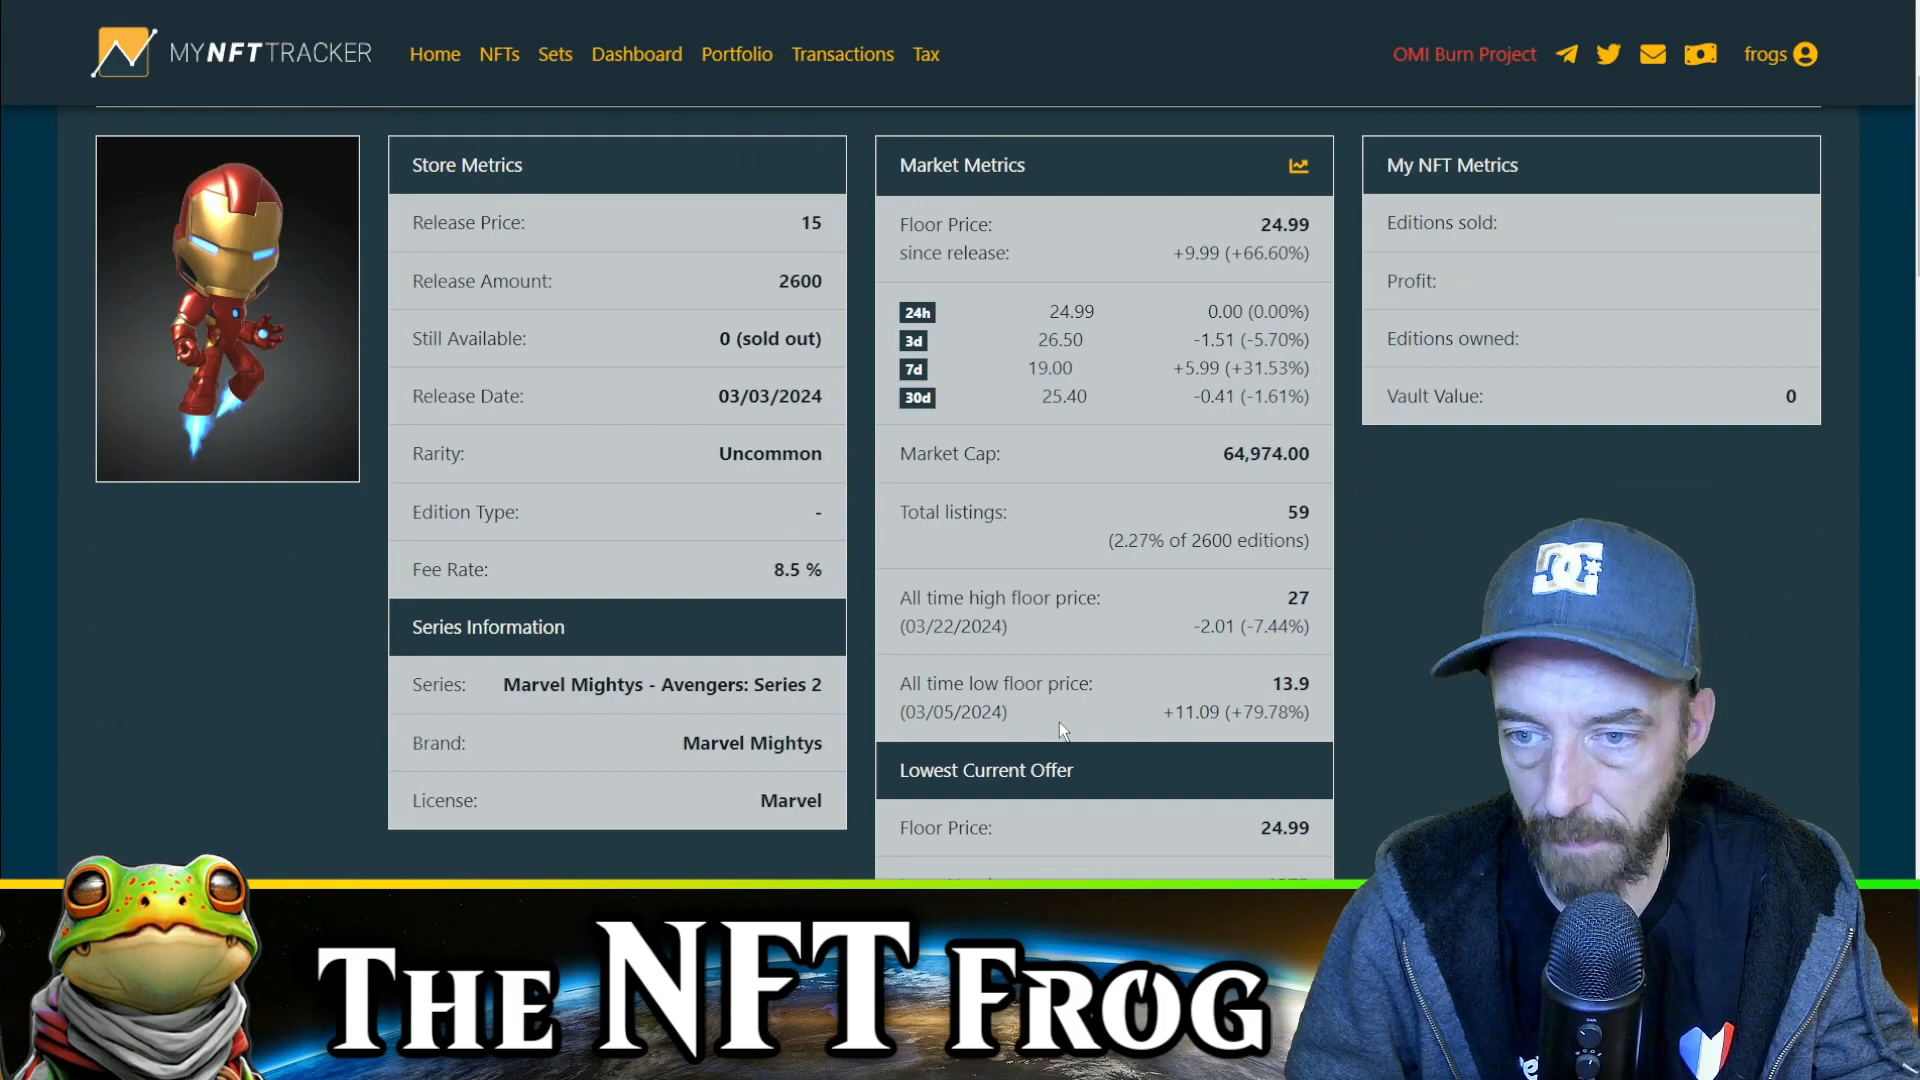 MYNFTTRACKER Home NFTs Sets Dashboard Portfolio Transactions Tax OMI Burn Project frogs
Store Metrics
Release Price: 15
Release Amount: 2600
Still Available: 0 (sold out)
Release Date: 03/03/2024
Rarity: Uncommon
Edition Type: -
Fee Rate: 8.5 %
Series Information
Series: Marvel Mightys - Avengers: Series 2
Brand: Marvel Mightys
License: Marvel
Market Metrics
Floor Price: 24.99
since release: +9.99 (+66.60%)
24h 24.99 0.00 (0.00%)
3d 26.50 -1.51 (-5.70%)
7d 19.00 +5.99 (+31.53%)
30d 25.40 -0.41 (-1.61%)
Market Cap: 64,974.00
Total listings: 59
(2.27% of 2600 editions)
All time high floor price: 27
(03/22/2024) -2.01 (-7.44%)
All time low floor price: 13.9
(03/05/2024) +11.09 (+79.78%)
Lowest Current Offer
Floor Price: 24.99
My NFT Metrics
Editions sold:
Profit:
Editions owned:
Vault Value: 0
DC
THE NFT FROG